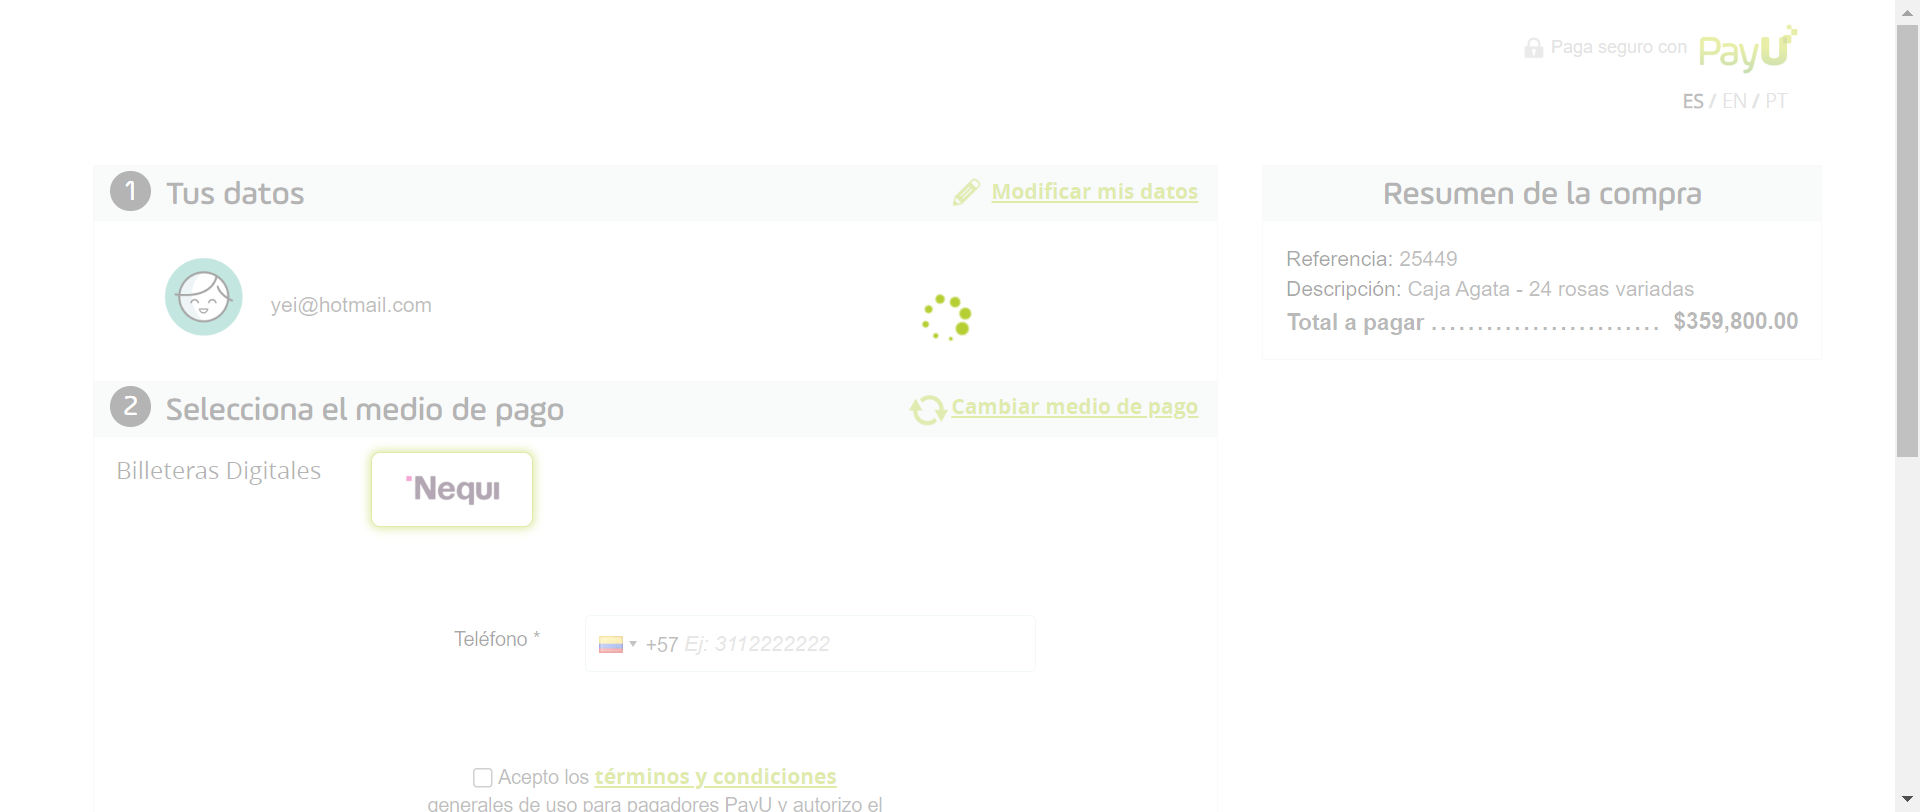 Paga seguro con PayU
ES / EN / PT
1 Tus datos
Modificar mis datos
yei@hotmail.com
2 Selecciona el medio de pago
Cambiar medio de pago
Billeteras Digitales
Nequi
Teléfono *
+57 Ej: 3112222222
Acepto los términos y condiciones
generales de uso para pagadores PayU y autorizo el
Resumen de la compra
Referencia: 25449
Descripción: Caja Agata - 24 rosas variadas
Total a pagar ......................... $359,800.00